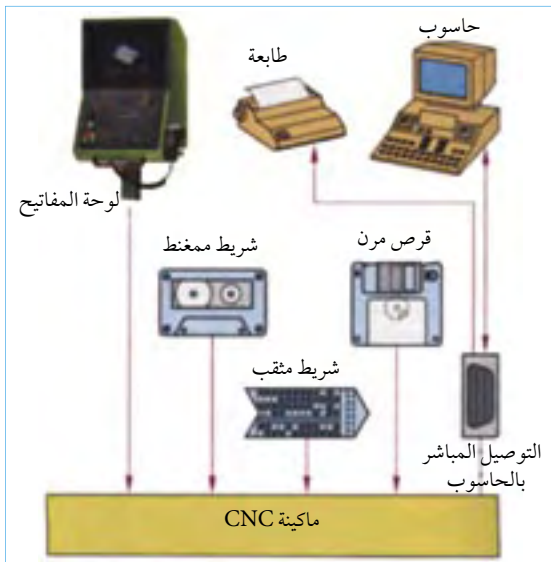 حاسوب
طابعة
لوحة المفاتيح
شريط ممغنط
قرص مرن
شريط مثقب
التوصيل المباشر
بالحاسوب
ماكينة CNC